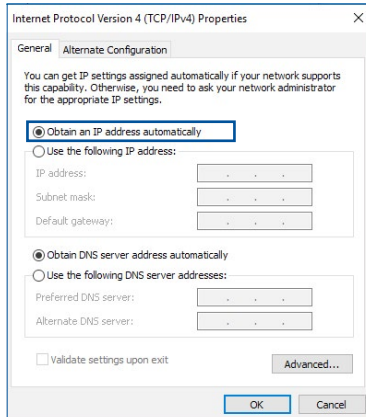 Internet Protocol Version 4 (TCP/IPv4) Properties
General
Alternate Configuration
You can get IP settings assigned automatically if your network supports
this capability. Otherwise, you need to ask your network administrator
for the appropriate IP settings.
Obtain an IP address automatically
Use the following IP address:
IP address:
Subnet mask:
Default gateway:
Obtain DNS server address automatically
Use the following DNS server addresses:
Preferred DNS server:
Alternate DNS server:
Validate settings upon exit
Advanced...
OK
Cancel